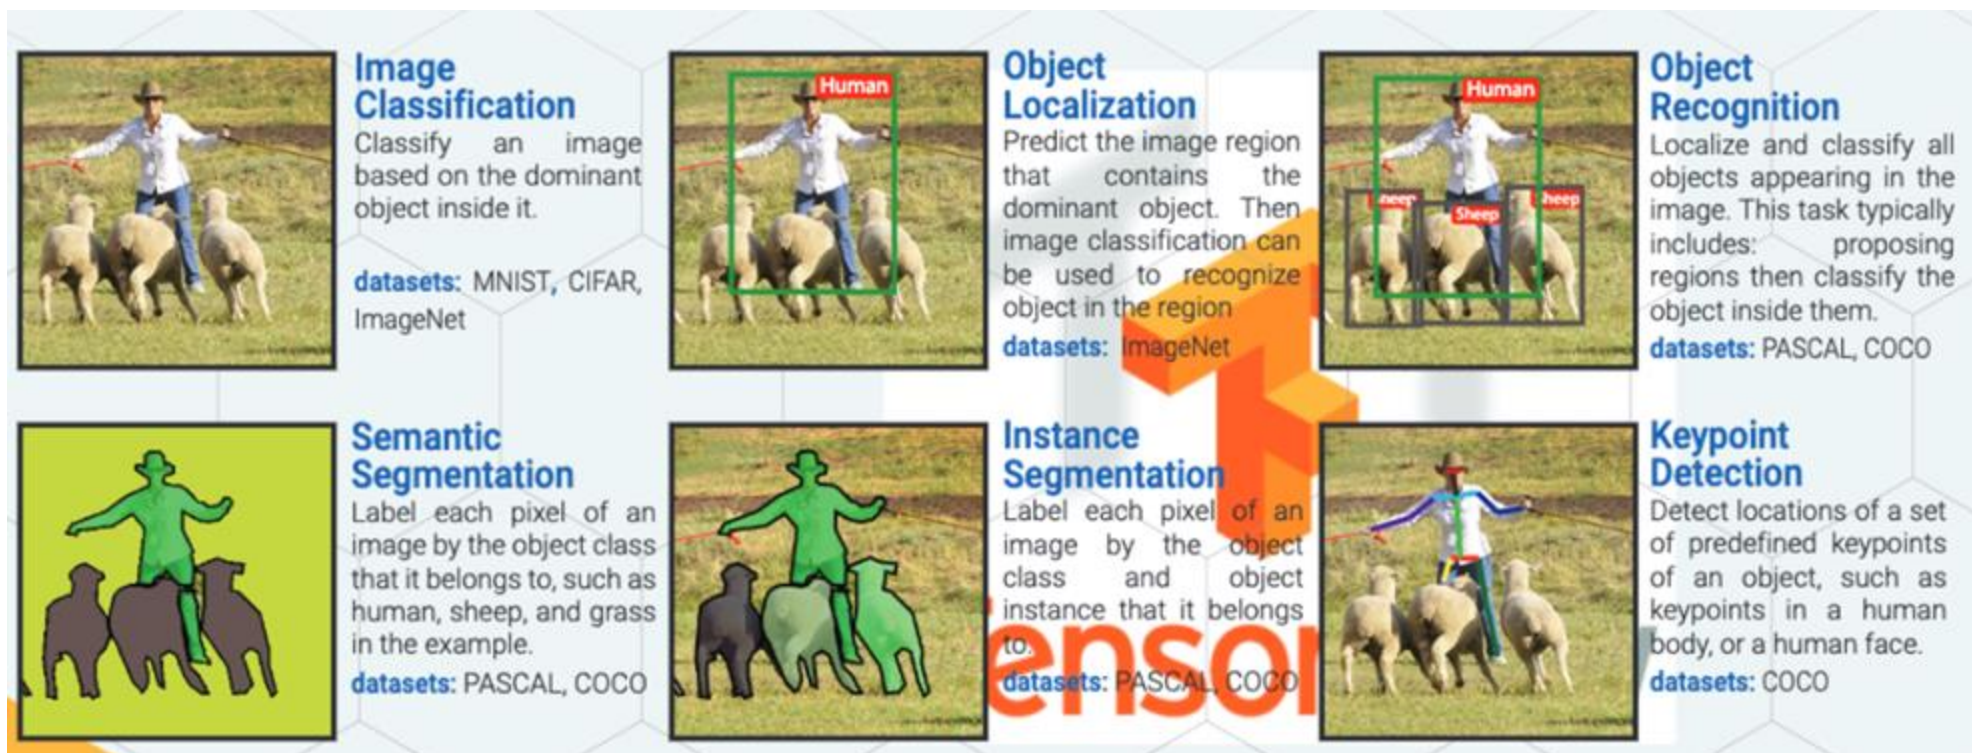 Image
Classification
Classify an image
based on the dominant
object inside it.
datasets: MNIST, CIFAR,
ImageNet
Human
Object
Localization
Predict the image region
that contains the
dominant object. Then
image classification can
be used to recognize
object in the region
datasets: ImageNet
Human
Sheep
Sheep
Sheep
Object
Recognition
Localize and classify all
objects appearing in the
image. This task typically
includes: proposing
regions then classify the
object inside them.
datasets: PASCAL, COCO
Semantic
Segmentation
Label each pixel of an
image by the object class
that it belongs to, such as
human, sheep, and grass
in the example.
datasets: PASCAL, COCO
Instance
Segmentation
Label each pixel of an
image by the object
class and object
instance that it belongs
to.
datasets: PASCAL, COCO
Keypoint
Detection
Detect locations of a set
of predefined keypoints
of an object, such as
keypoints in a human
body, or a human face.
datasets: COCO
ensor